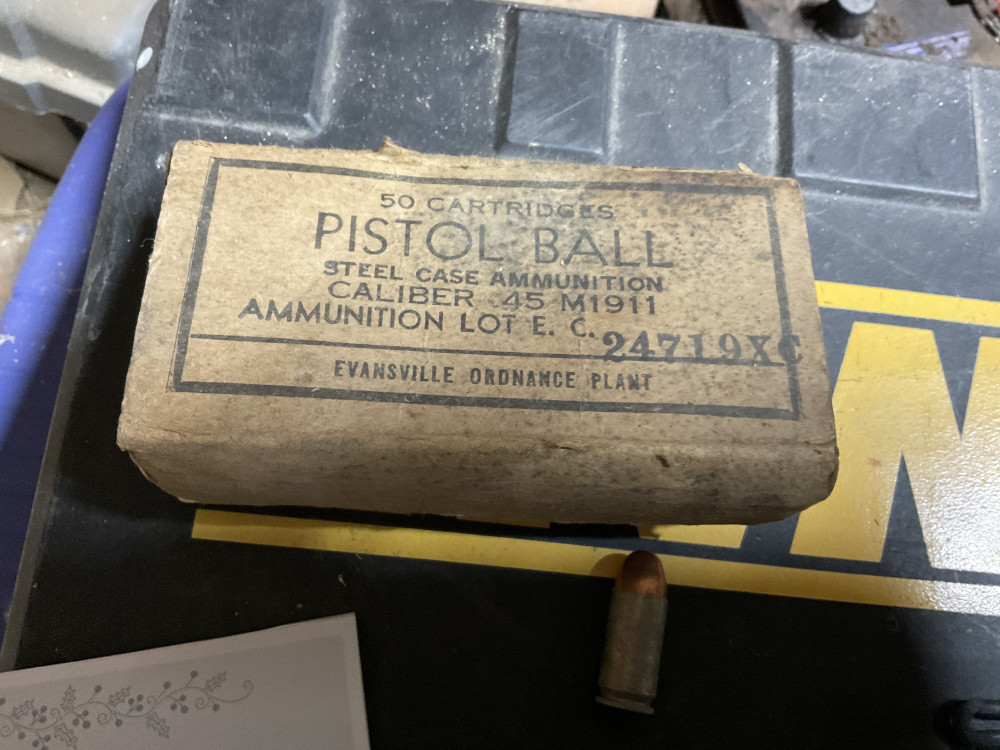 50 CARTRIDGES
PISTOL BALL
STEEL CASE AMMUNITION
CALIBER .45 M1911
AMMUNITION LOT E. C. 24719XC
EVANSVILLE ORDNANCE PLANT